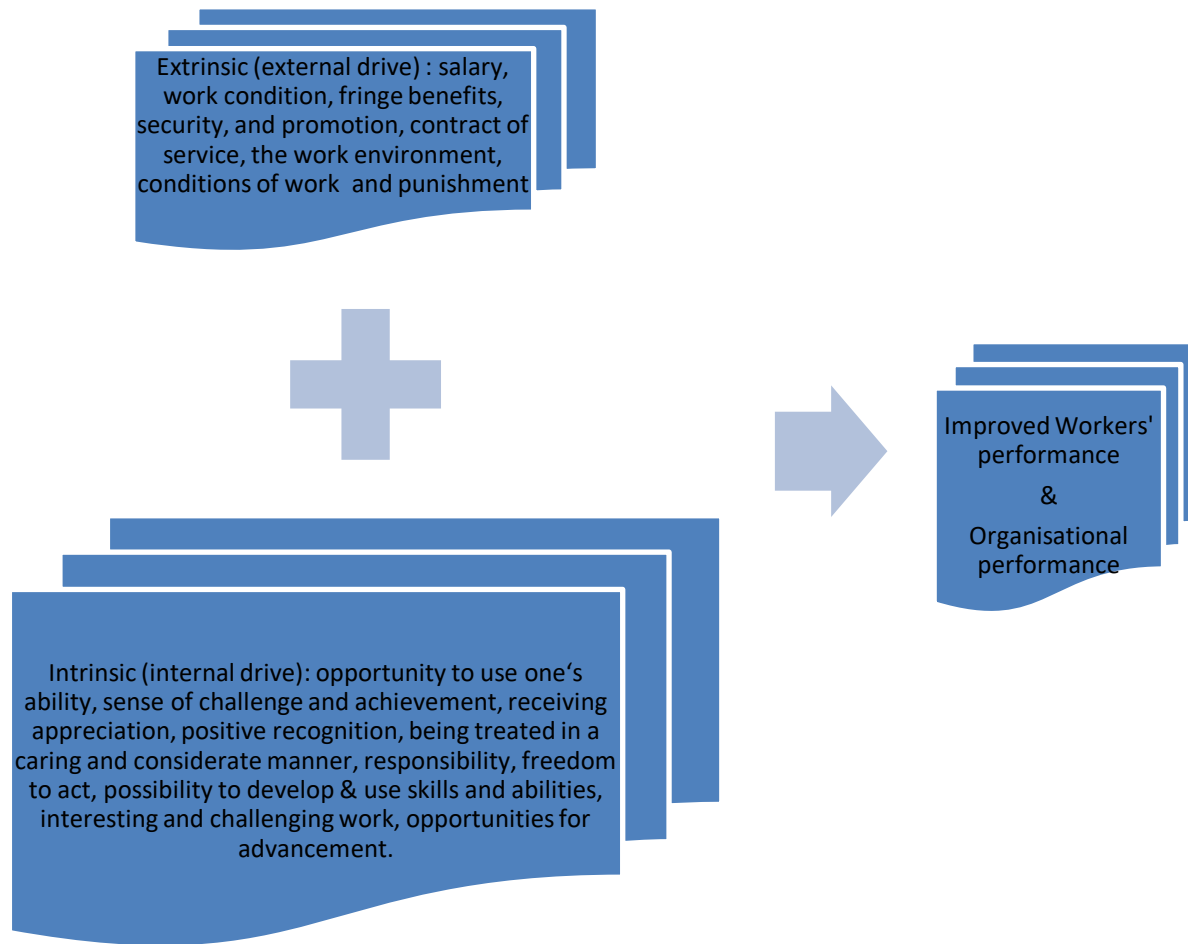 Extrinsic (external drive) : salary,
work condition, fringe benefits,
security, and promotion, contract of
service, the work environment,
conditions of work  and punishment
Improved Workers'
performance
&
Organisational
performance
Intrinsic (internal drive): opportunity to use one‘s
ability, sense of challenge and achievement, receiving
appreciation, positive recognition, being treated in a
caring and considerate manner, responsibility, freedom
to act, possibility to develop & use skills and abilities,
interesting and challenging work, opportunities for
advancement.